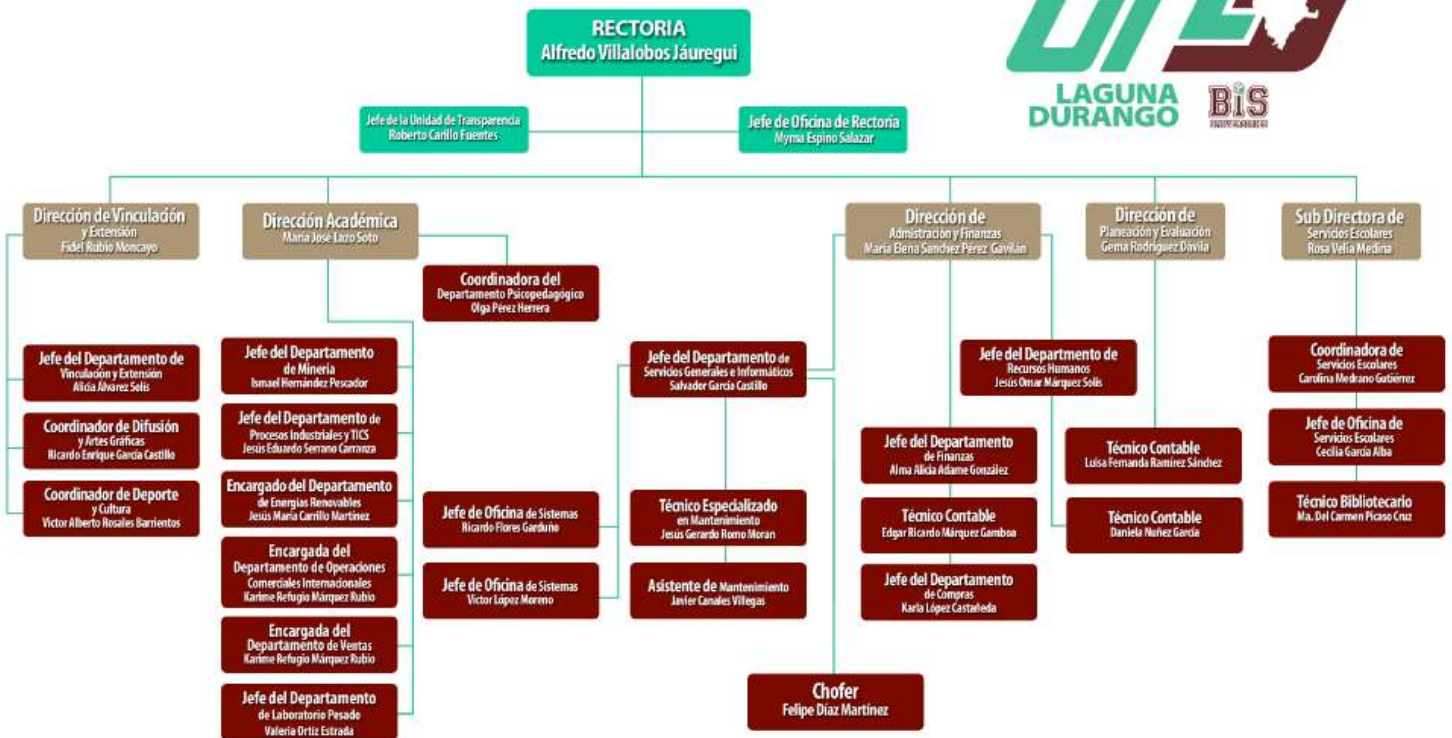 RECTORIA
Alfredo Villalobos Jáuregui
LAGUNA
DURANGO
BIS
Jefe de la Unidad de Transparencia
Roberto Carillo Fuentes
Jefe de Oficina de Rectoría
Myrna Espino Salazar
Dirección de Vinculación
y Extensión
Fidel Rubio Moncayo
Dirección Académica
María José Lazo Soto
Dirección de
Admistración y Finanzas
María Elena Sanchez Pérez Gavilán
Dirección de
Planeación y Evaluación
Gema Rodríguez Dávila
Sub Directora de
Servicios Escolares
Rosa Velia Medina
Coordinadora del
Departamento Psicopedagógico
Olga Pérez Herrera
Jefe del Departamento de
Vinculación y Extensión
Alicia Álvarez Solís
Coordinador de Difusión
y Artes Gráficas
Ricardo Enrique García Castillo
Coordinador de Deporte
y Cultura
Victor Alberto Rosales Barrientos
Jefe del Departamento
de Minería
Ismael Hernández Pescador
Jefe del Departamento de
Procesos Industriales y TICS
Jesús Eduardo Serrano Carranza
Encargado del Departamento
de Energías Renovables
Jesús María Carrillo Martínez
Encargada del
Departamento de Operaciones
Comerciales Internacionales
Karime Refugio Márquez Rubio
Encargada del
Departamento de Ventas
Karime Refugio Márquez Rubio
Jefe del Departamento
de Laboratorio Pesado
Valeria Ortíz Estrada
Jefe del Departamento de
Servicios Generales e Informáticos
Salvador García Castillo
Jefe de Oficina de Sistemas
Ricardo Flores Garduño
Jefe de Oficina de Sistemas
Victor López Moreno
Técnico Especializado
en Mantenimiento
Jesús Gerardo Romo Moran
Asistente de Mantenimiento
Javier Canales Villegas
Chofer
Felipe Díaz Martínez
Jefe del Departamento
de Finanzas
Alma Alicia Adame González
Técnico Contable
Edgar Ricardo Márquez Gamboa
Jefe del Departamento
de Compras
Karla López Castañeda
Jefe del Departmento de
Recursos Humanos
Jesús Omar Márquez Solís
Técnico Contable
Luisa Fernanda Ramírez Sánchez
Técnico Contable
Daniela Nuñez García
Coordinadora de
Servicios Escolares
Carolina Medrano Gutiérrez
Jefe de Oficina de
Servicios Escolares
Cecilia García Alba
Técnico Bibliotecario
Ma. Del Carmen Picaso Cruz